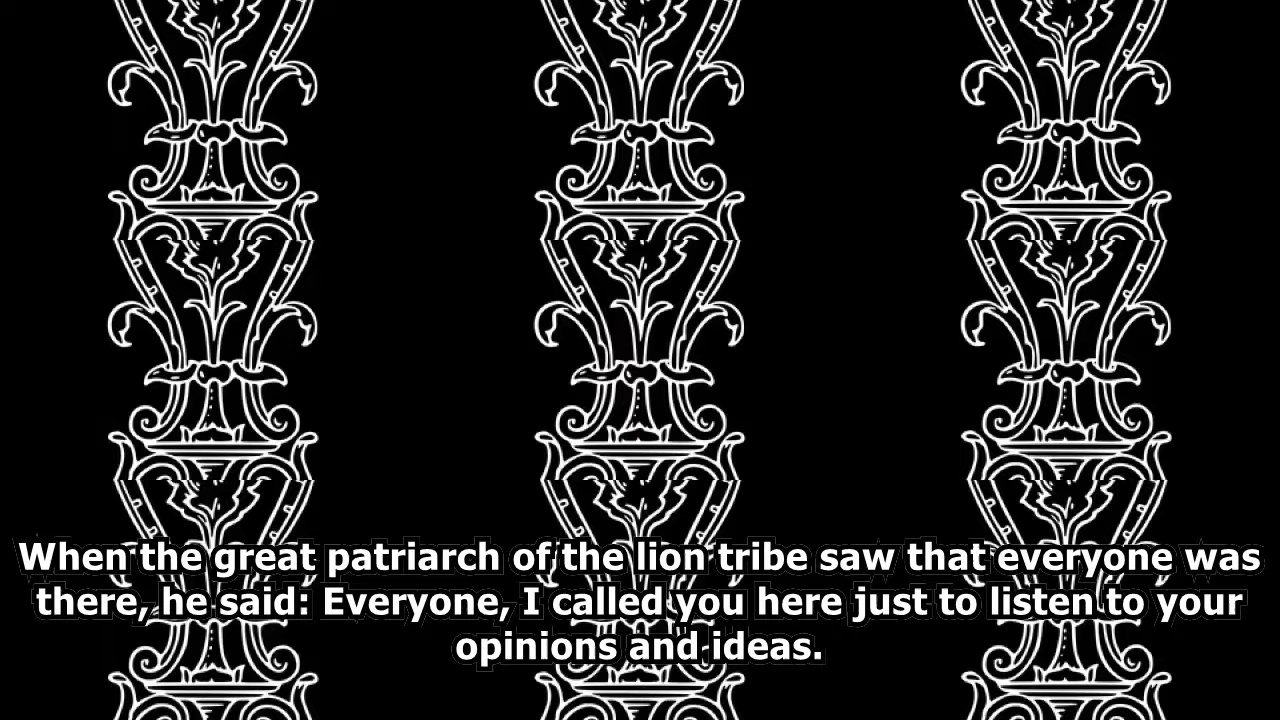 When the great patriarch of the lion tribe saw that everyone was
there, he said: Everyone, I called you here just to listen to your
opinions and ideas.